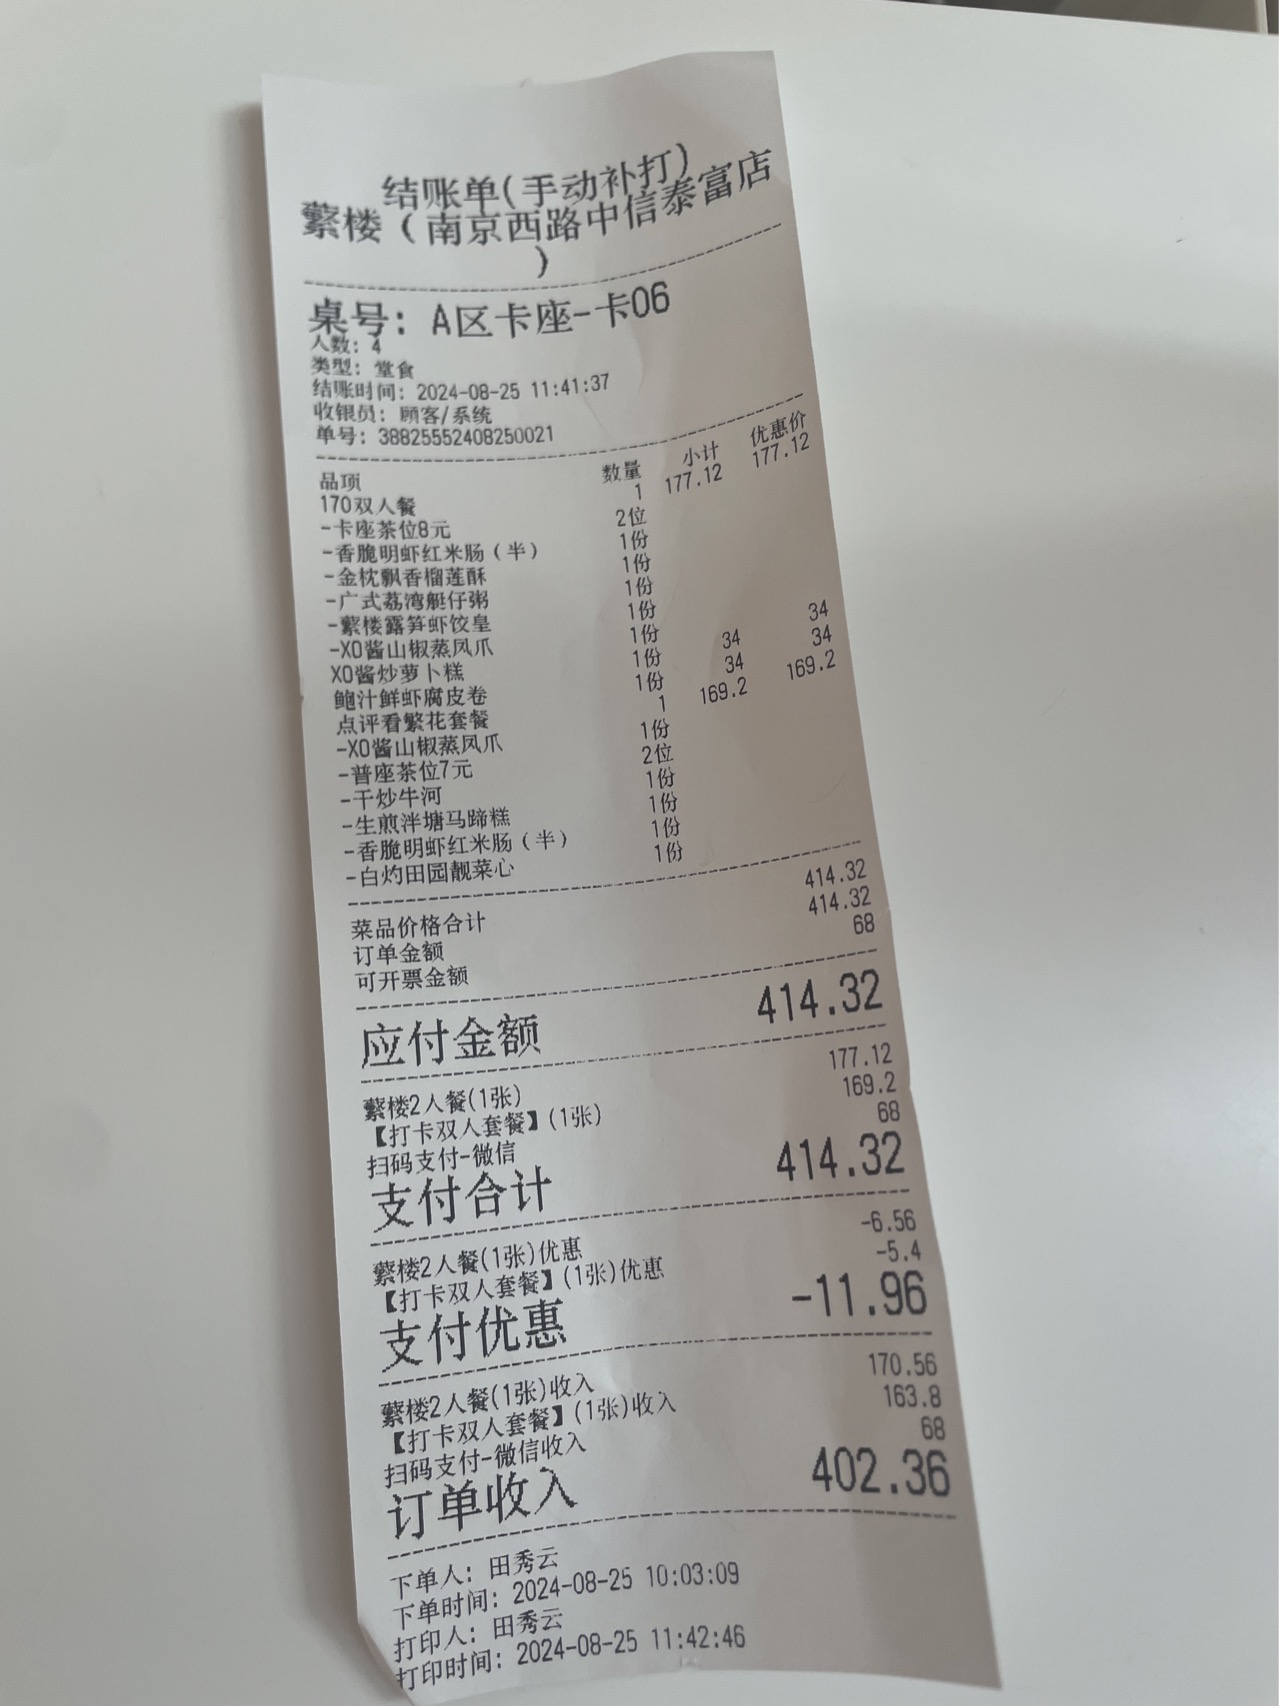 结账单(手动补打)
蘩楼（南京西路中信泰富店
）
桌号: A区卡座-卡06
人数: 4
类型: 堂食
结账时间: 2024-08-25 11:41:37
收银员: 顾客/系统
单号: 38825552408250021
品项 数量 小计 优惠价
170双人餐 1 177.12 177.12
-卡座茶位8元 2位
-香脆明虾红米肠（半） 1份
-金枕飘香榴莲酥 1份
-广式荔湾艇仔粥 1份
-蘩楼露笋虾饺皇 1份
-XO酱山椒蒸凤爪 1份
XO酱炒萝卜糕 1份 34 34
鲍汁鲜虾腐皮卷 1份 34 34
点评看繁花套餐 1 169.2 169.2
-XO酱山椒蒸凤爪 1份
-普座茶位7元 2位
-干炒牛河 1份
-生煎泮塘马蹄糕 1份
-香脆明虾红米肠（半） 1份
-白灼田园靓菜心 1份
菜品价格合计 414.32
订单金额 414.32
可开票金额 68
应付金额 414.32
蘩楼2人餐(1张) 177.12
【打卡双人套餐】(1张) 169.2
扫码支付-微信 68
支付合计 414.32
蘩楼2人餐(1张)优惠 -6.56
【打卡双人套餐】(1张)优惠 -5.4
支付优惠 -11.96
蘩楼2人餐(1张)收入 170.56
【打卡双人套餐】(1张)收入 163.8
扫码支付-微信收入 68
订单收入 402.36
下单人: 田秀云
下单时间: 2024-08-25 10:03:09
打印人: 田秀云
打印时间: 2024-08-25 11:42:46